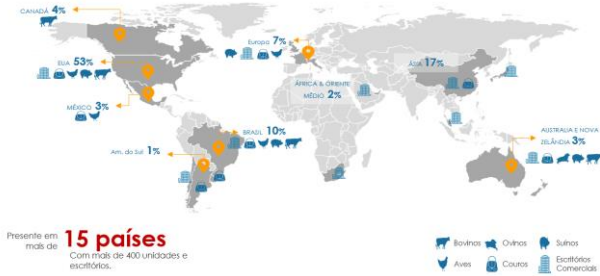 CANADÁ 4%
EUA 53%
MÉXICO 3%
Europa 7%
ÁSIA 17%
ÁFRICA & ORIENTE
MÉDIO 2%
BRASIL 10%
Am. do Sul 1%
AUSTRALIA E NOVA
ZELÂNDIA 3%
Presente em
mais de 15 países
Com mais de 400 unidades e
escritórios.
Bovinos Ovinos Suínos
Aves Couros Escritórios
Comerciais